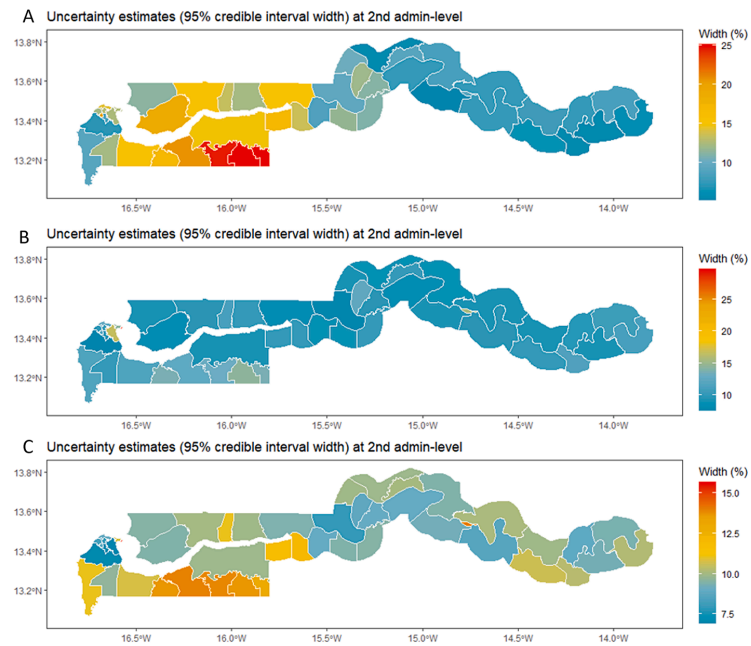 A Uncertainty estimates (95% credible interval width) at 2nd admin-level
13.8°N
13.6°N
13.4°N
13.2°N
16.5°W 16.0°W 15.5°W 15.0°W 14.5°W 14.0°W
Width (%)
25
20
15
10
B Uncertainty estimates (95% credible interval width) at 2nd admin-level
13.8°N
13.6°N
13.4°N
13.2°N
16.5°W 16.0°W 15.5°W 15.0°W 14.5°W 14.0°W
Width (%)
25
20
15
10
C Uncertainty estimates (95% credible interval width) at 2nd admin-level
13.8°N
13.6°N
13.4°N
13.2°N
16.5°W 16.0°W 15.5°W 15.0°W 14.5°W 14.0°W
Width (%)
15.0
12.5
10.0
7.5